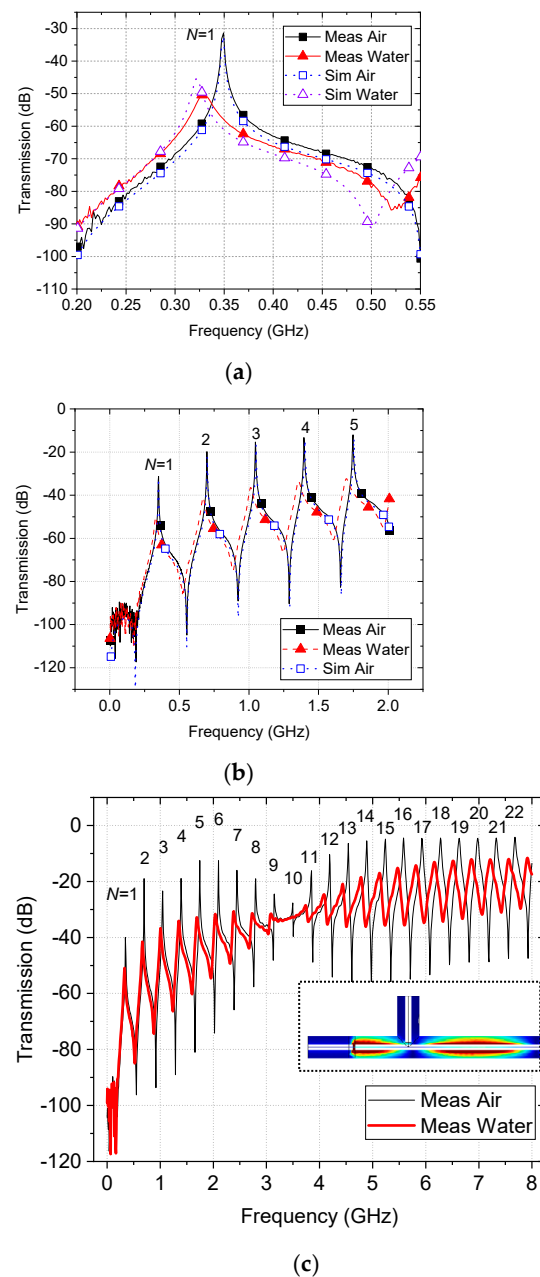 N=1
Meas Air
Meas Water
Sim Air
Sim Water
-30
-40
-50
-60
-70
-80
-90
-100
-110
Transmission (dB)
0.20 0.25 0.30 0.35 0.40 0.45 0.50 0.55
Frequency (GHz)
(a)
0
-20
-40
-60
-80
-100
-120
Transmission (dB)
N=1 2 3 4 5
Meas Air
Meas Water
Sim Air
0.0 0.5 1.0 1.5 2.0
Frequency (GHz)
(b)
0
-20
-40
-60
-80
-100
-120
Transmission (dB)
N=1 2 3 4 5 6 7 8 9 10 11 12 13 14 15 16 17 18 19 20 21 22
Meas Air
Meas Water
0 1 2 3 4 5 6 7 8
Frequency (GHz)
(c)